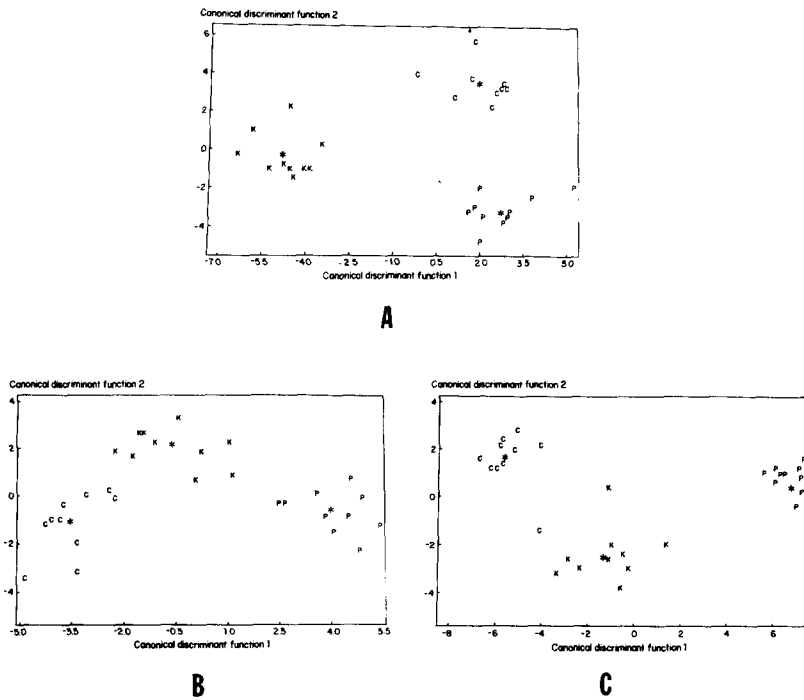 Canonical discriminant function 2
6
C
4 C C * C
C C C C
2 K C
K
0 K K *
K K K K K P P
-2 K P
P P * P
-4 P P P
P
-7.0 -5.5 -4.0 -2.5 -1.0 0.5 2.0 3.5 5.0
Canonical discriminant function 1
A
Canonical discriminant function 2
4
K
K K
2 K K * K
K K
K K P
0 C C C P P
C P P P * P P
C C C * P P
-2 C P
C
-4 C
-5.0 -3.5 -2.0 -0.5 1.0 2.5 4.0 5.5
Canonical discriminant function 1
B
Canonical discriminant function 2
4
C
2 C C C C
C C C C * P P
P P P P P
0 K * P P
C
-2 K K
K K * K K
K K K
-4 K
-8 -6 -4 -2 0 2 4 6
Canonical discriminant function 1
C